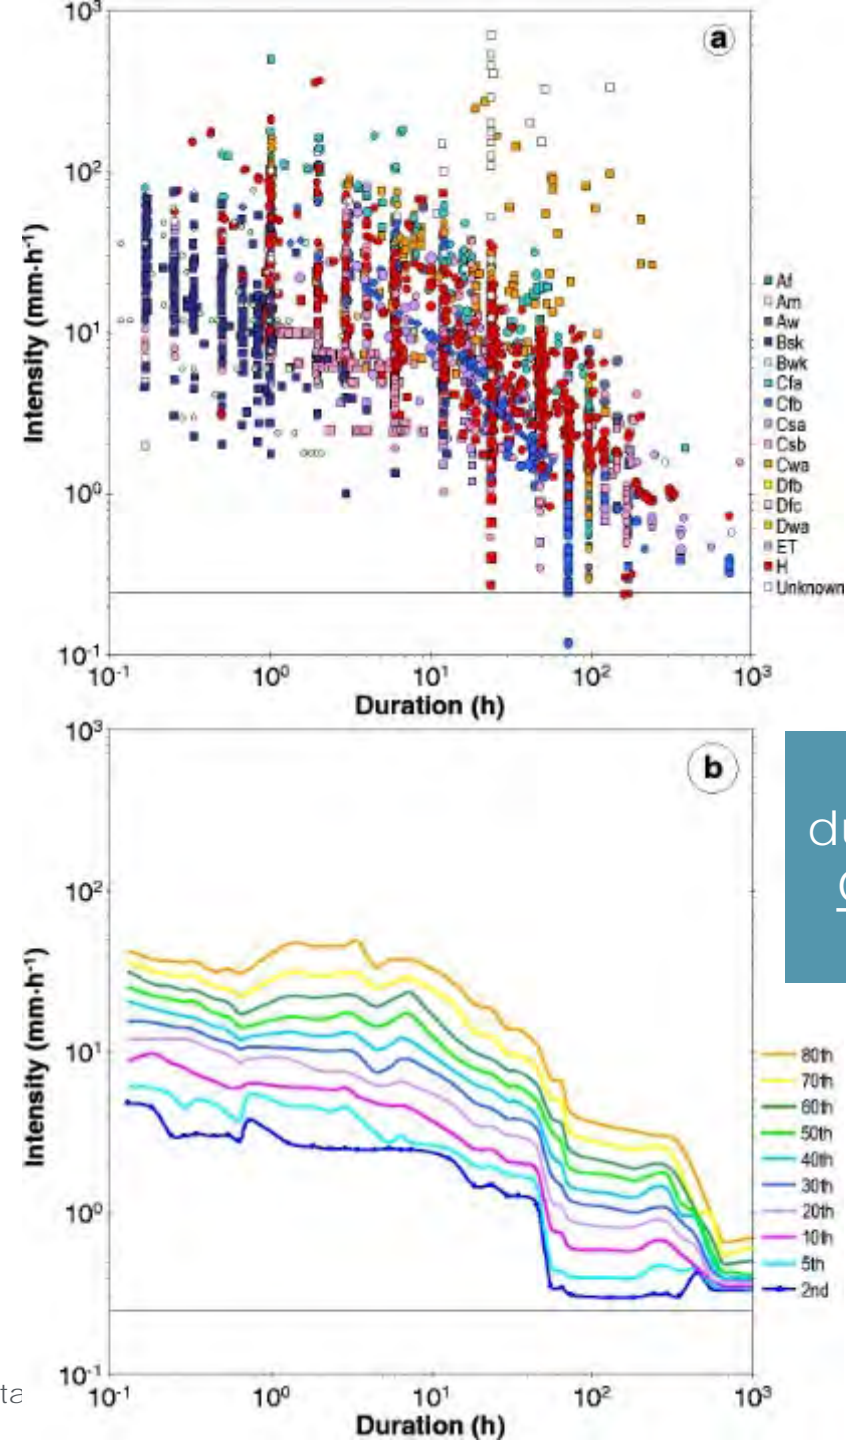 10³
a
10²
10¹
10⁰
10⁻¹
Intensity (mm·h⁻¹)
Af
Am
Aw
Bsk
Bwk
Cfa
Cfb
Csa
Csb
Cwa
Dfb
Dfc
Dwa
ET
H
Unknown
10⁻¹ 10⁰ 10¹ 10² 10³
Duration (h)
10³
b
10²
10¹
10⁰
10⁻¹
Intensity (mm·h⁻¹)
du
80th
70th
60th
50th
40th
30th
20th
10th
5th
2nd
ta
10⁻¹ 10⁰ 10¹ 10² 10³
Duration (h)